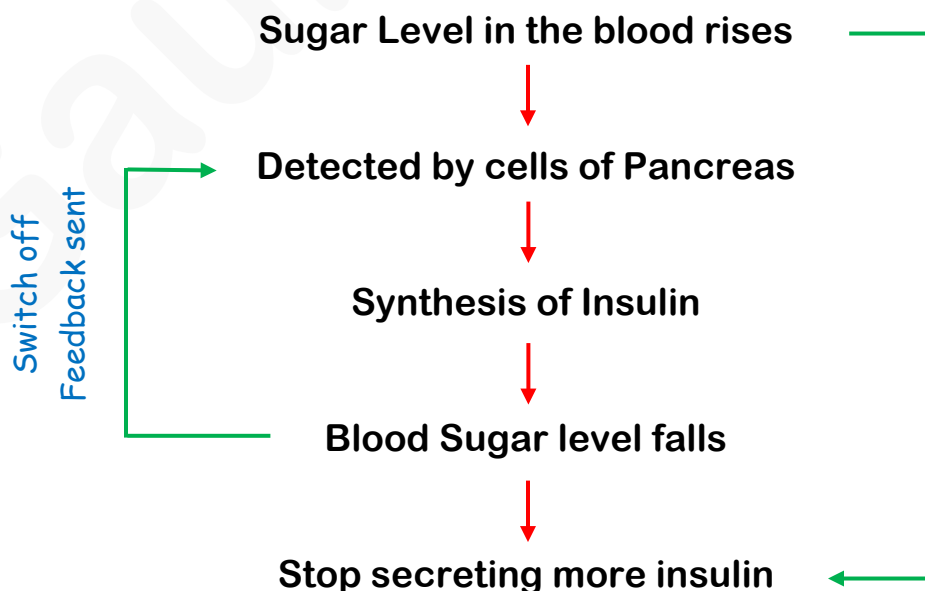 Sugar Level in the blood rises
Detected by cells of Pancreas
Switch off
Feedback sent
Synthesis of Insulin
Blood Sugar level falls
Stop secreting more insulin